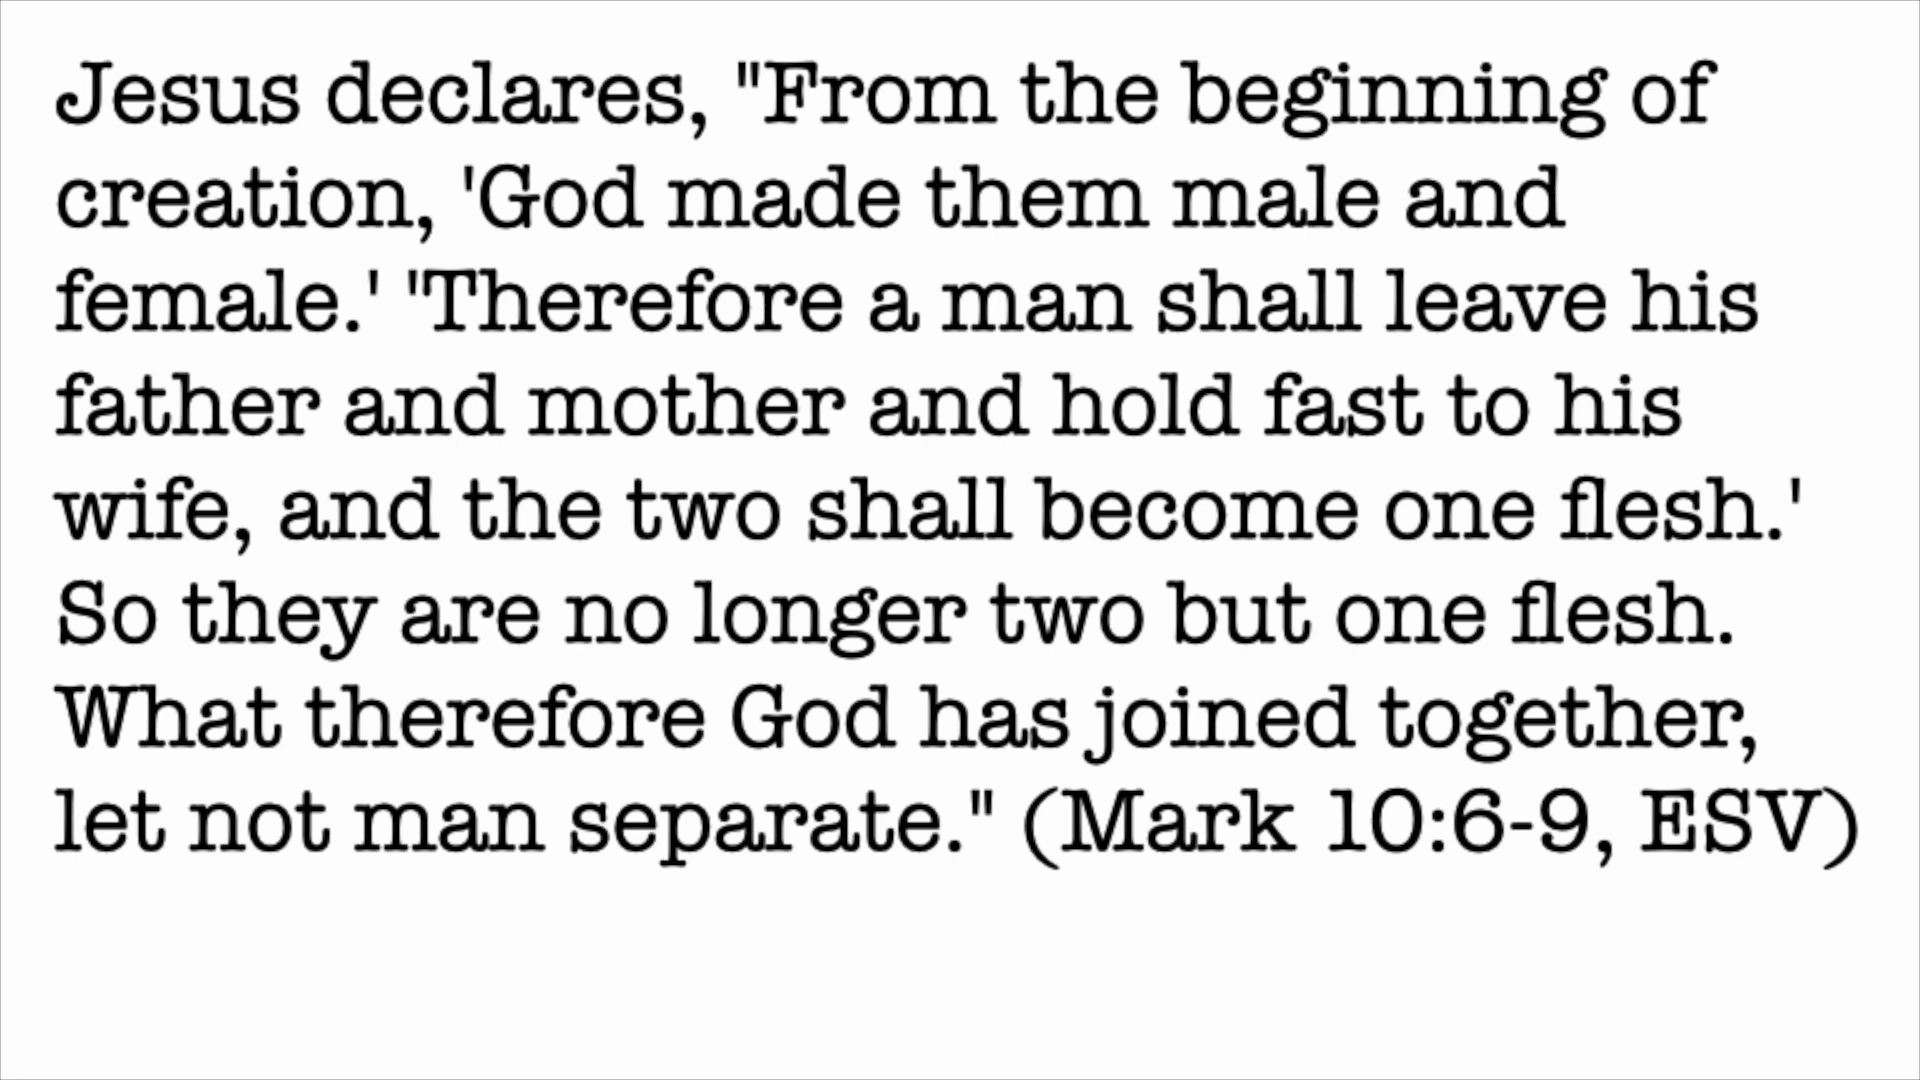 Jesus declares, "From the beginning of
creation, 'God made them male and
female.' 'Therefore a man shall leave his
father and mother and hold fast to his
wife, and the two shall become one flesh.'
So they are no longer two but one flesh.
What therefore God has joined together,
let not man separate." (Mark 10:6-9, ESV)